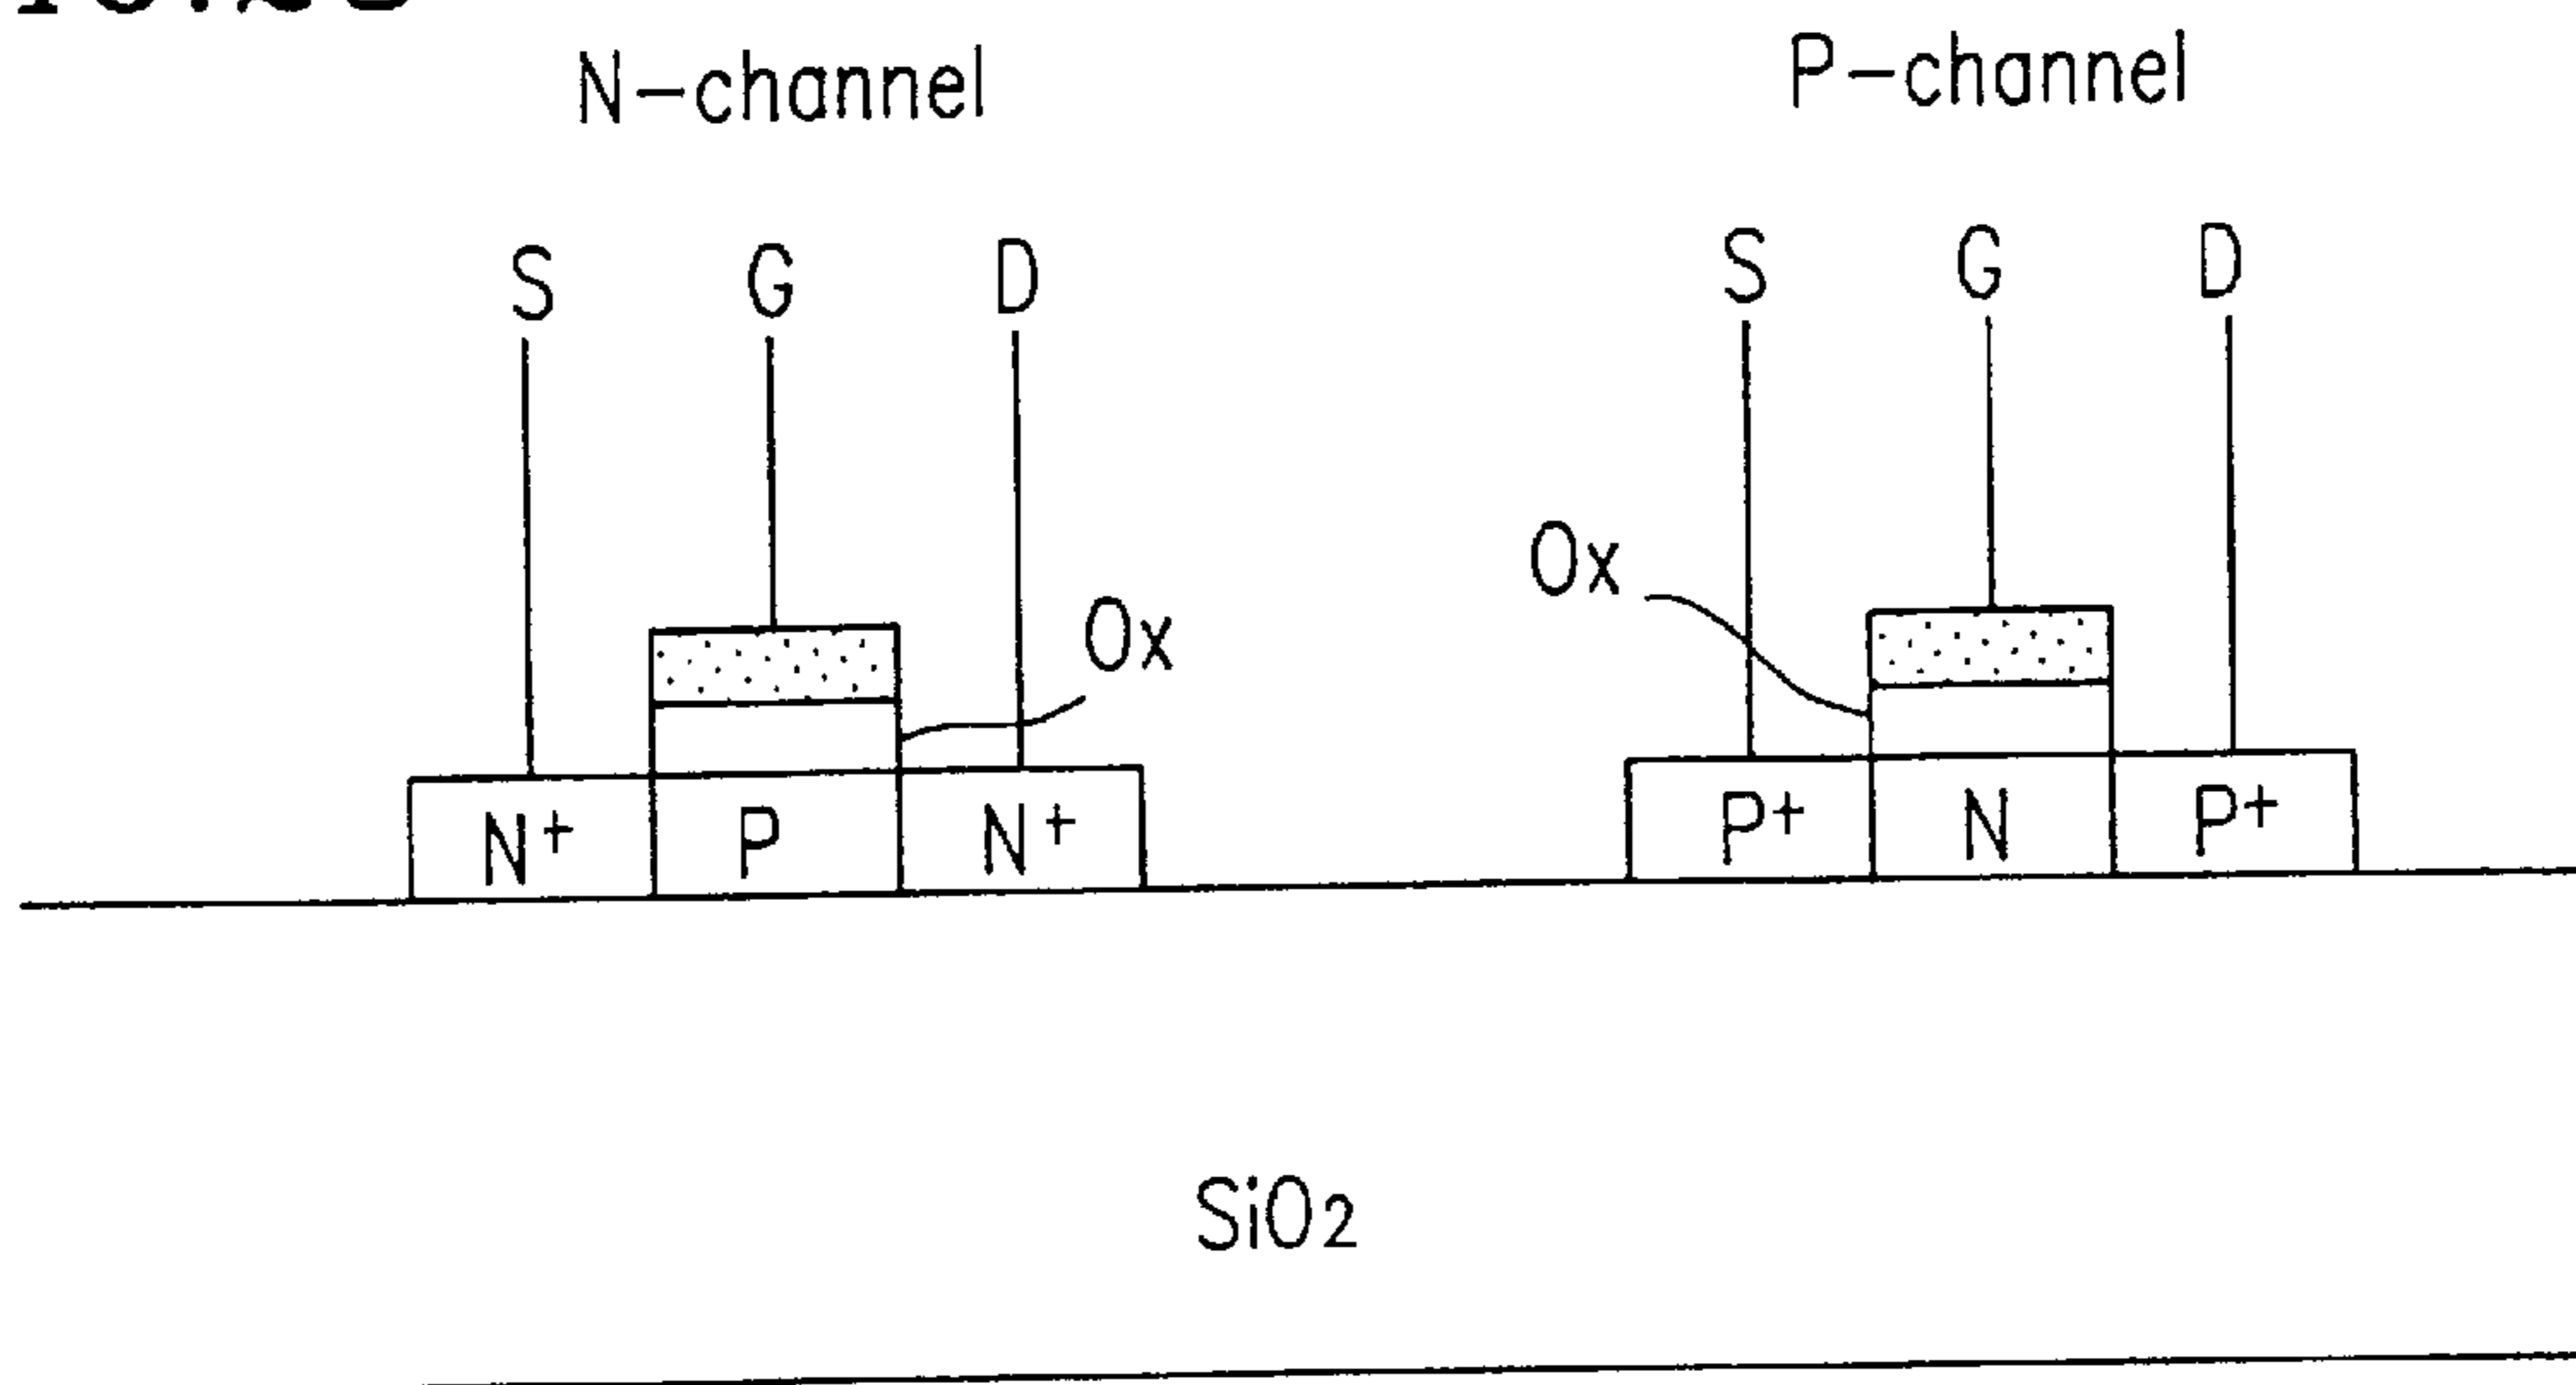 N-channel
P-channel
S G D
S G D
Ox
Ox
N+ P N+
P+ N P+
SiO2